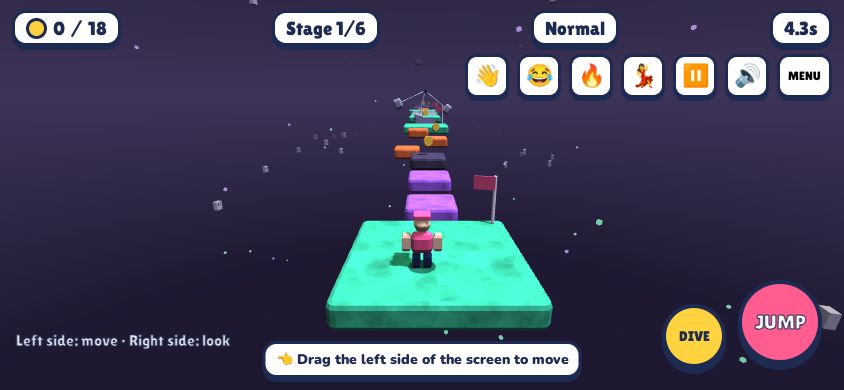 0 / 18
Stage 1/6
Normal
4.3s
MENU
DIVE
JUMP
Left side: move · Right side: look
👈 Drag the left side of the screen to move